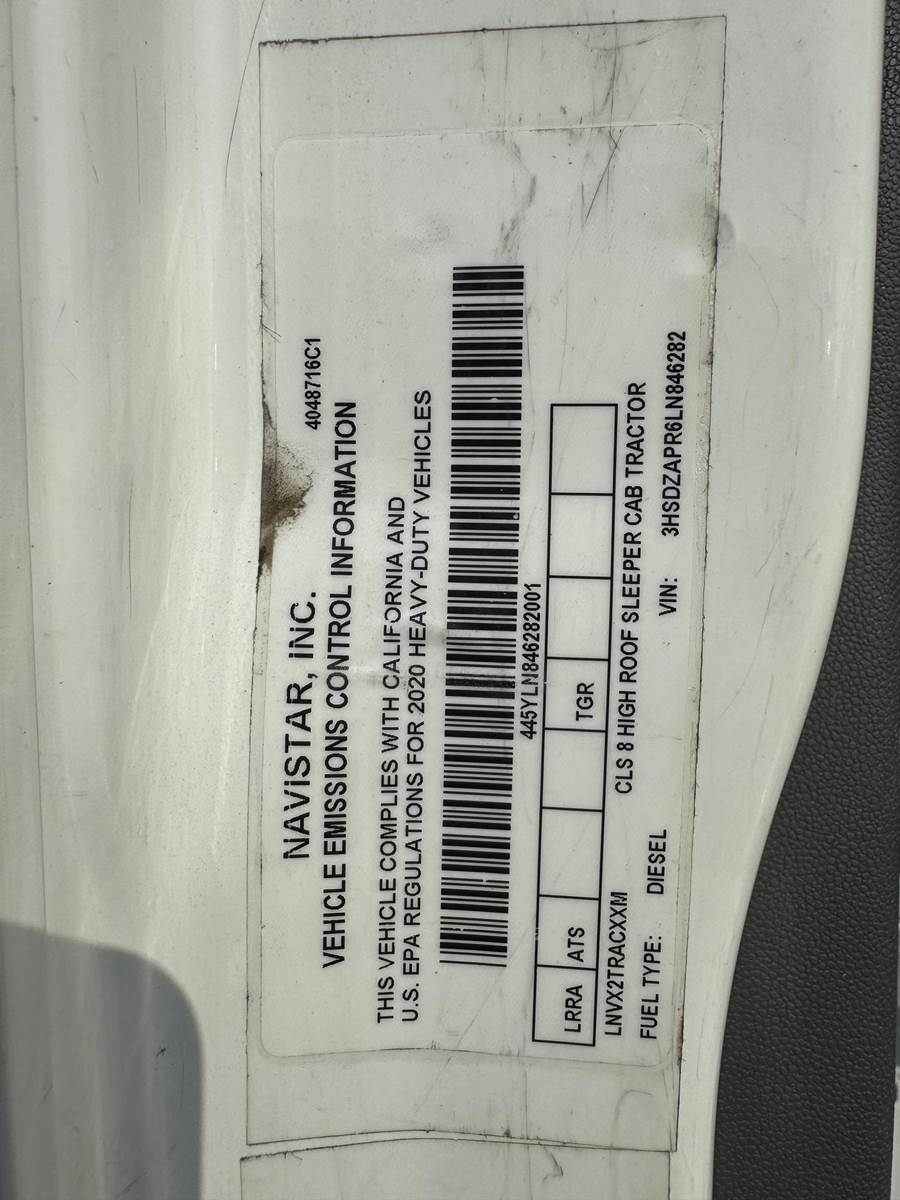 4048716C1
NAViSTAR, iNC.
VEHICLE EMISSIONS CONTROL INFORMATION
THIS VEHICLE COMPLIES WITH CALIFORNIA AND
U.S. EPA REGULATIONS FOR 2020 HEAVY-DUTY VEHICLES
445YLN846282001
LRRA ATS TGR
LNVX2TRACXXM CLS 8 HIGH ROOF SLEEPER CAB TRACTOR
FUEL TYPE: DIESEL VIN: 3HSDZAPR6LN846282